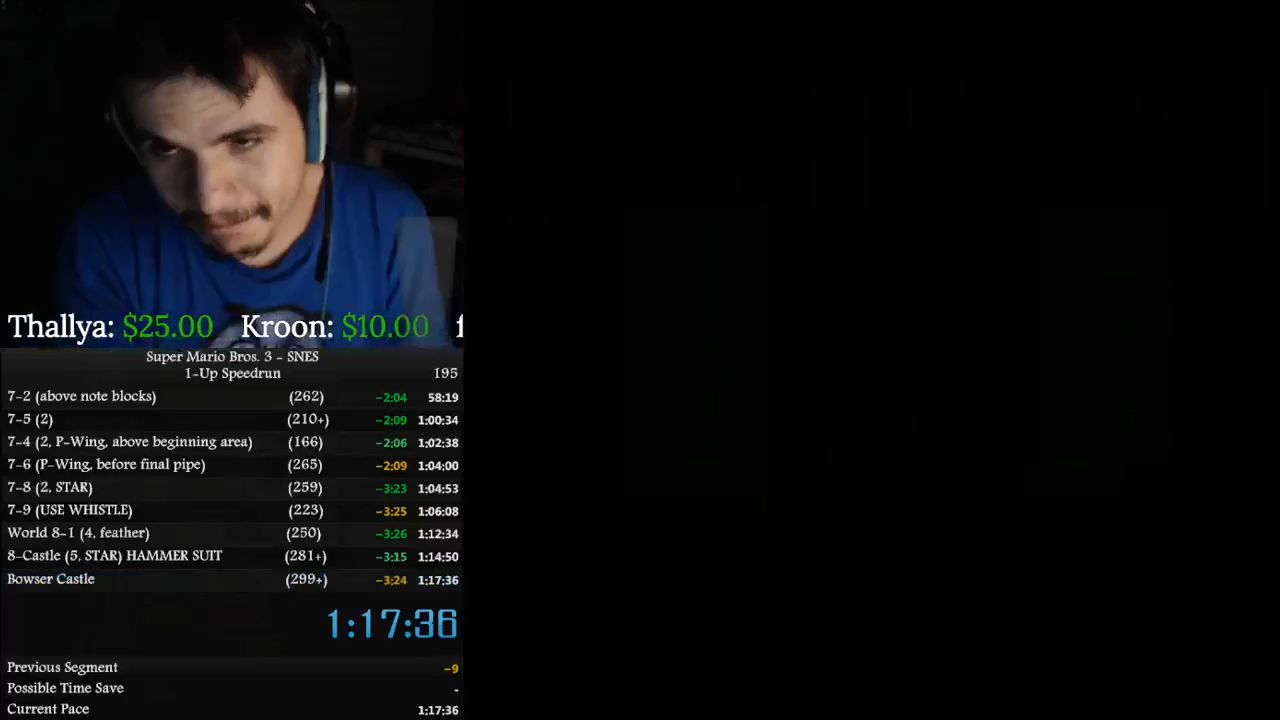 Thallya: $25.00 Kroon: $10.00 f
Super Mario Bros. 3 - SNES
1-Up Speedrun 195
7-2 (above note blocks) (262) -2:04 58:19
7-5 (2) (210+) -2:09 1:00:34
7-4 (2, P-Wing, above beginning area) (166) -2:06 1:02:38
7-6 (P-Wing, before final pipe) (265) -2:09 1:04:00
7-8 (2, STAR) (259) -3:23 1:04:53
7-9 (USE WHISTLE) (223) -3:25 1:06:08
World 8-1 (4, feather) (250) -3:26 1:12:34
8-Castle (5, STAR) HAMMER SUIT (281+) -3:15 1:14:50
Bowser Castle (299+) -3:24 1:17:36
1:17:36
Previous Segment -9
Possible Time Save -
Current Pace 1:17:36